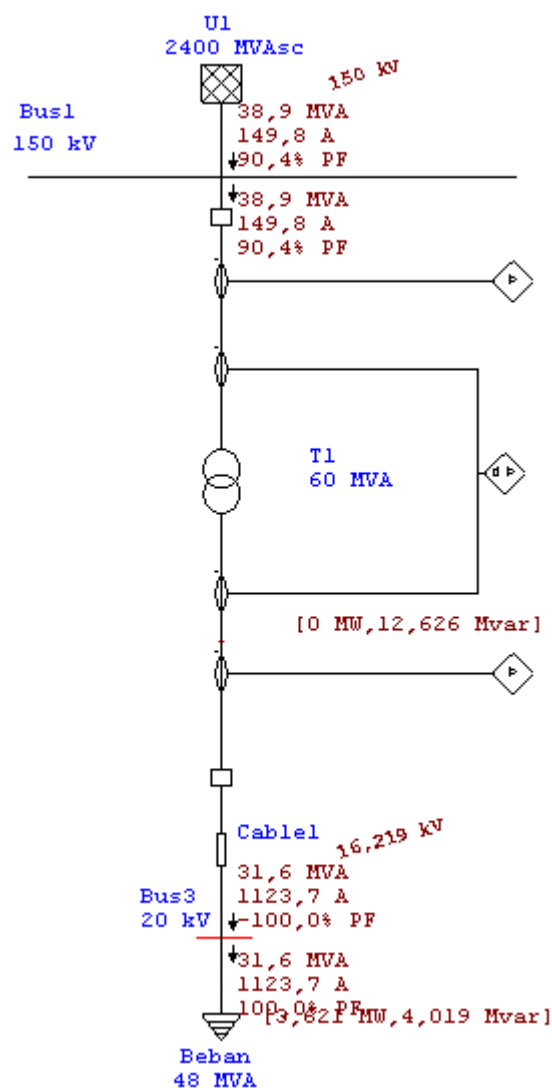 U1
2400 MVAsc
150 kV
Bus1
150 kV
38,9 MVA
149,8 A
90,4% PF
38,9 MVA
149,8 A
90,4% PF
P
T1
60 MVA
d P
[0 MW,12,626 Mvar]
P
Cable1
16,219 kV
31,6 MVA
1123,7 A
-100,0% PF
Bus3
20 kV
31,6 MVA
1123,7 A
100,0% PF
[3,621 MW,4,019 Mvar]
Beban
48 MVA